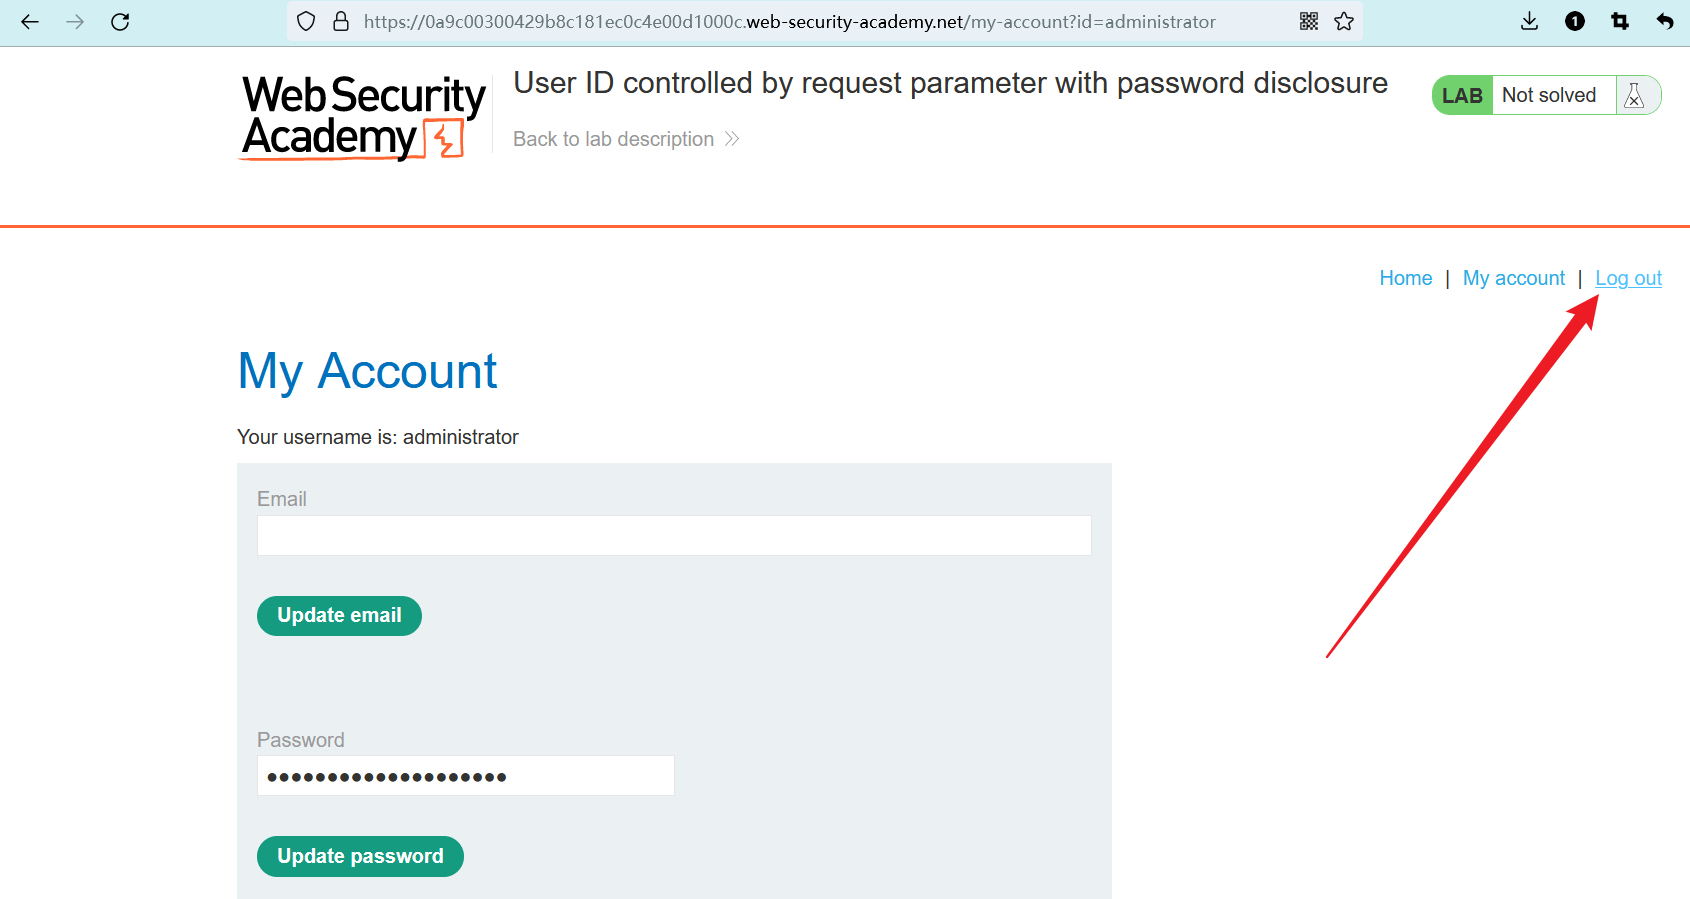 https://0a9c00300429b8c181ec0c4e00d1000c.web-security-academy.net/my-account?id=administrator
1
Web Security
Academy
User ID controlled by request parameter with password disclosure
Back to lab description
LAB Not solved
Home | My account | Log out
My Account
Your username is: administrator
Email
Update email
Password
●●●●●●●●●●●●●●●●●●●●
Update password